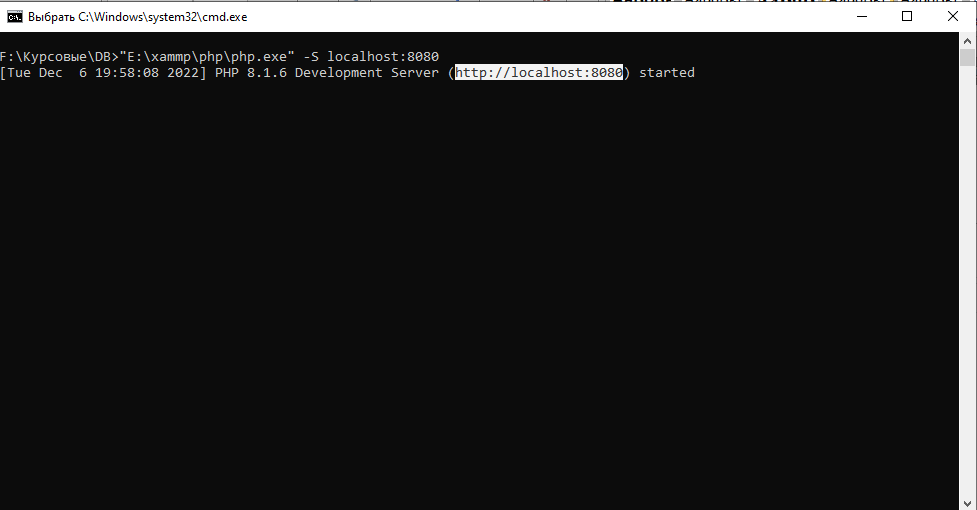 Выбрать C:\Windows\system32\cmd.exe
F:\Курсовые\DB>"E:\xammp\php\php.exe" -S localhost:8080
[Tue Dec  6 19:58:08 2022] PHP 8.1.6 Development Server (http://localhost:8080) started